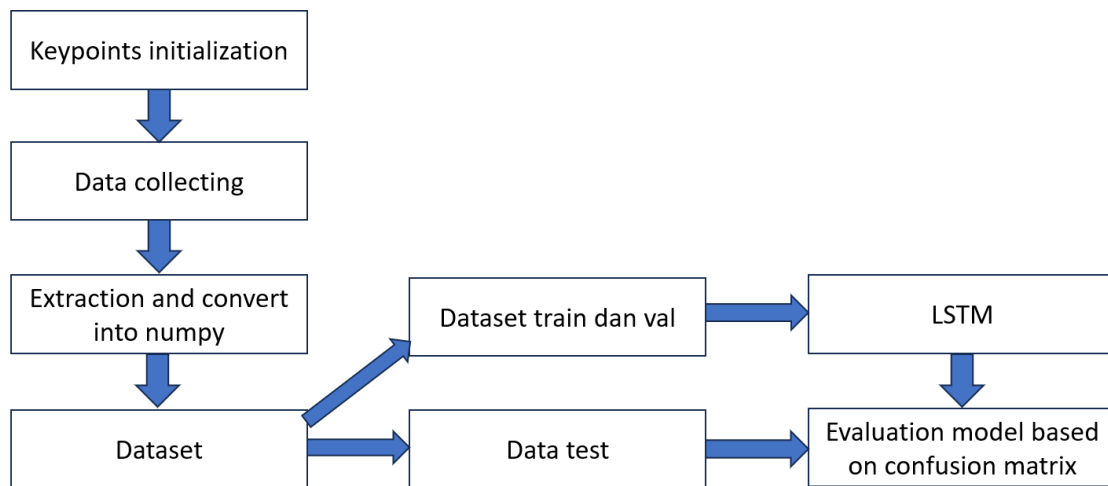 Keypoints initialization
Data collecting
Extraction and convert
into numpy
Dataset
Dataset train dan val
Data test
LSTM
Evaluation model based
on confusion matrix